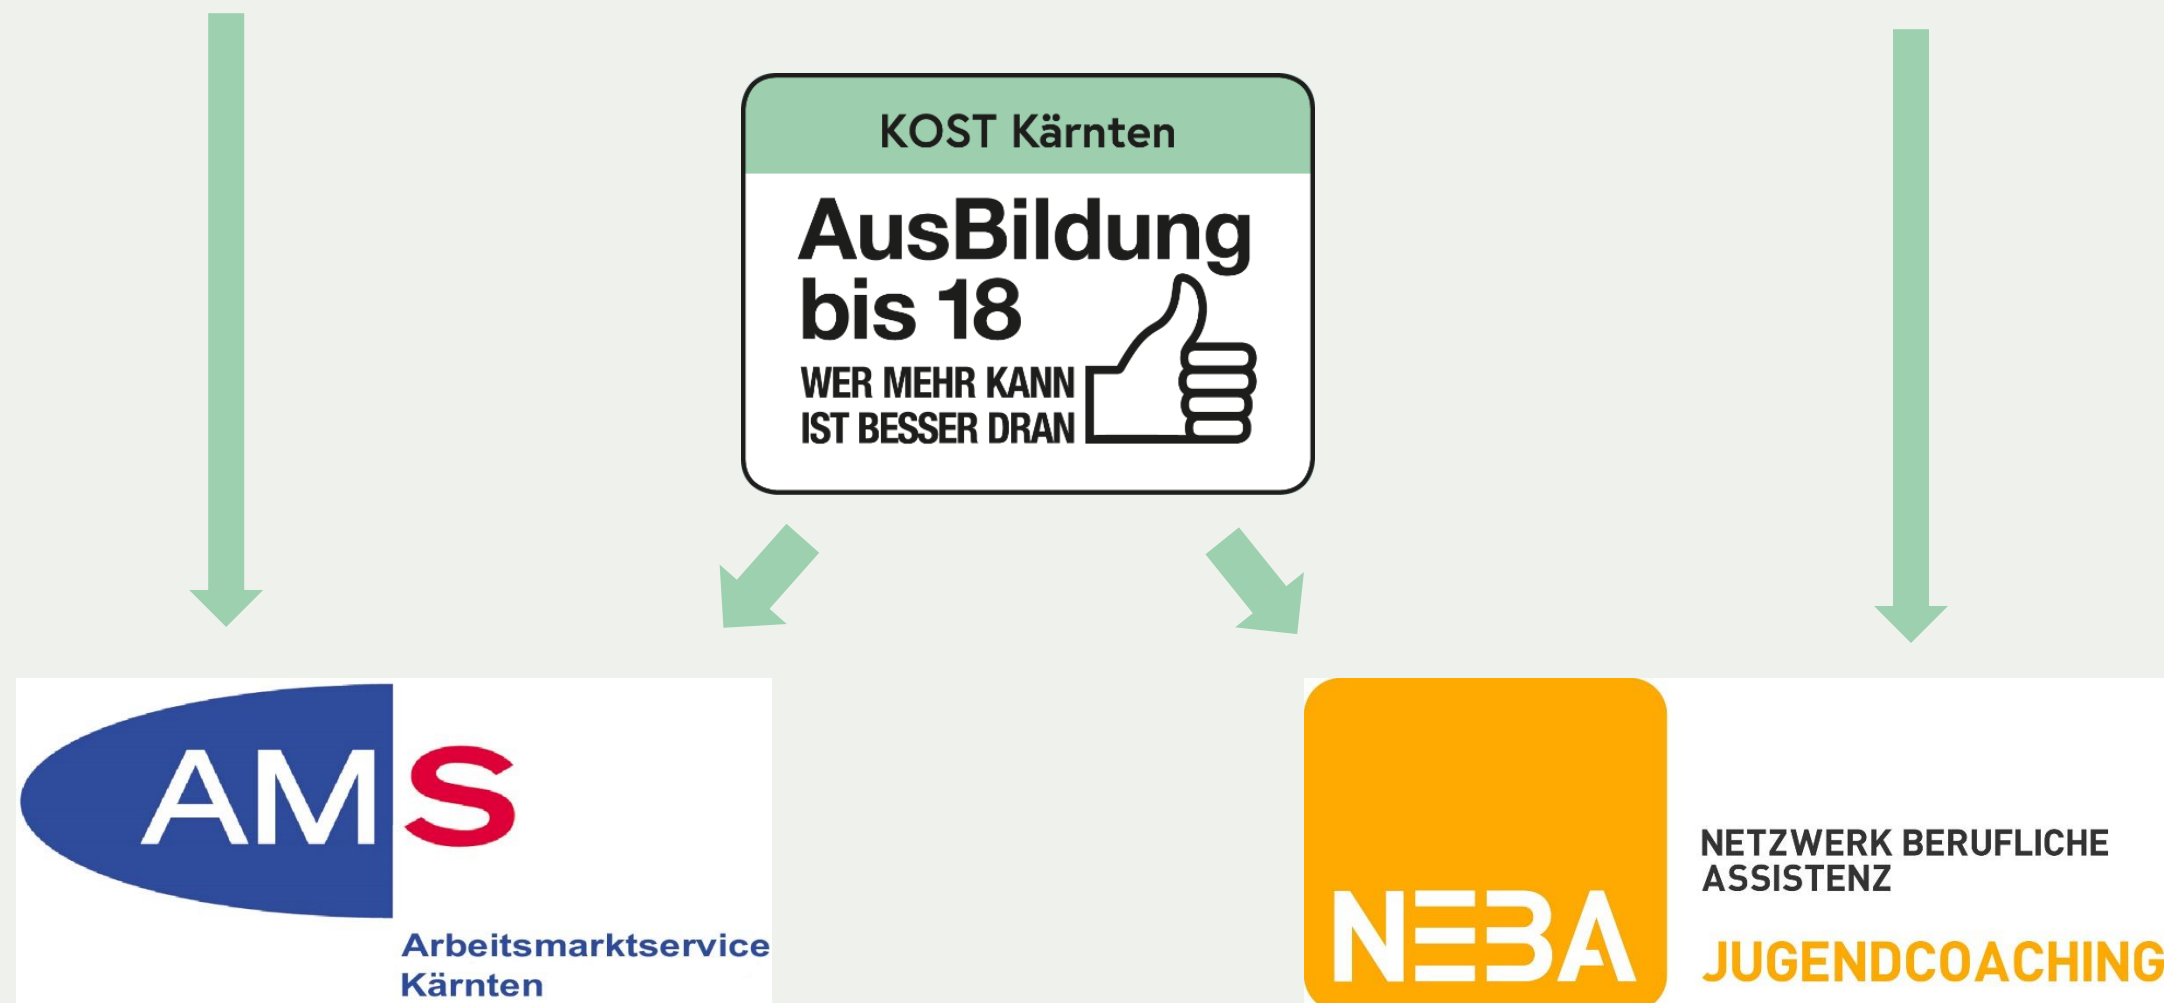 KOST Kärnten
AusBildung
bis 18
WER MEHR KANN
IST BESSER DRAN
AMS
Arbeitsmarktservice
Kärnten
NEBA
NETZWERK BERUFLICHE
ASSISTENZ
JUGENDCOACHING